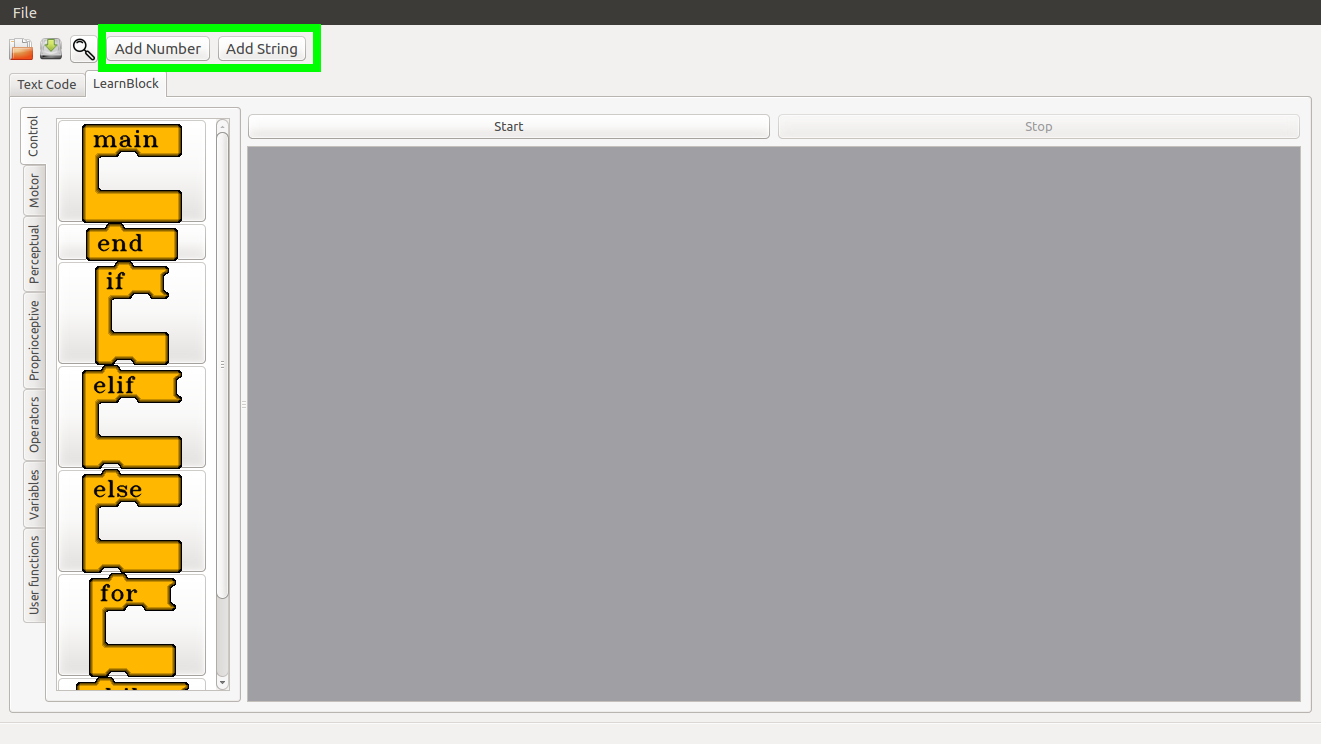 File
Add Number
Add String
Text Code
LearnBlock
Control
Motor
Perceptual
Proprioceptive
Operators
Variables
User functions
main
end
if
elif
else
for
Start
Stop